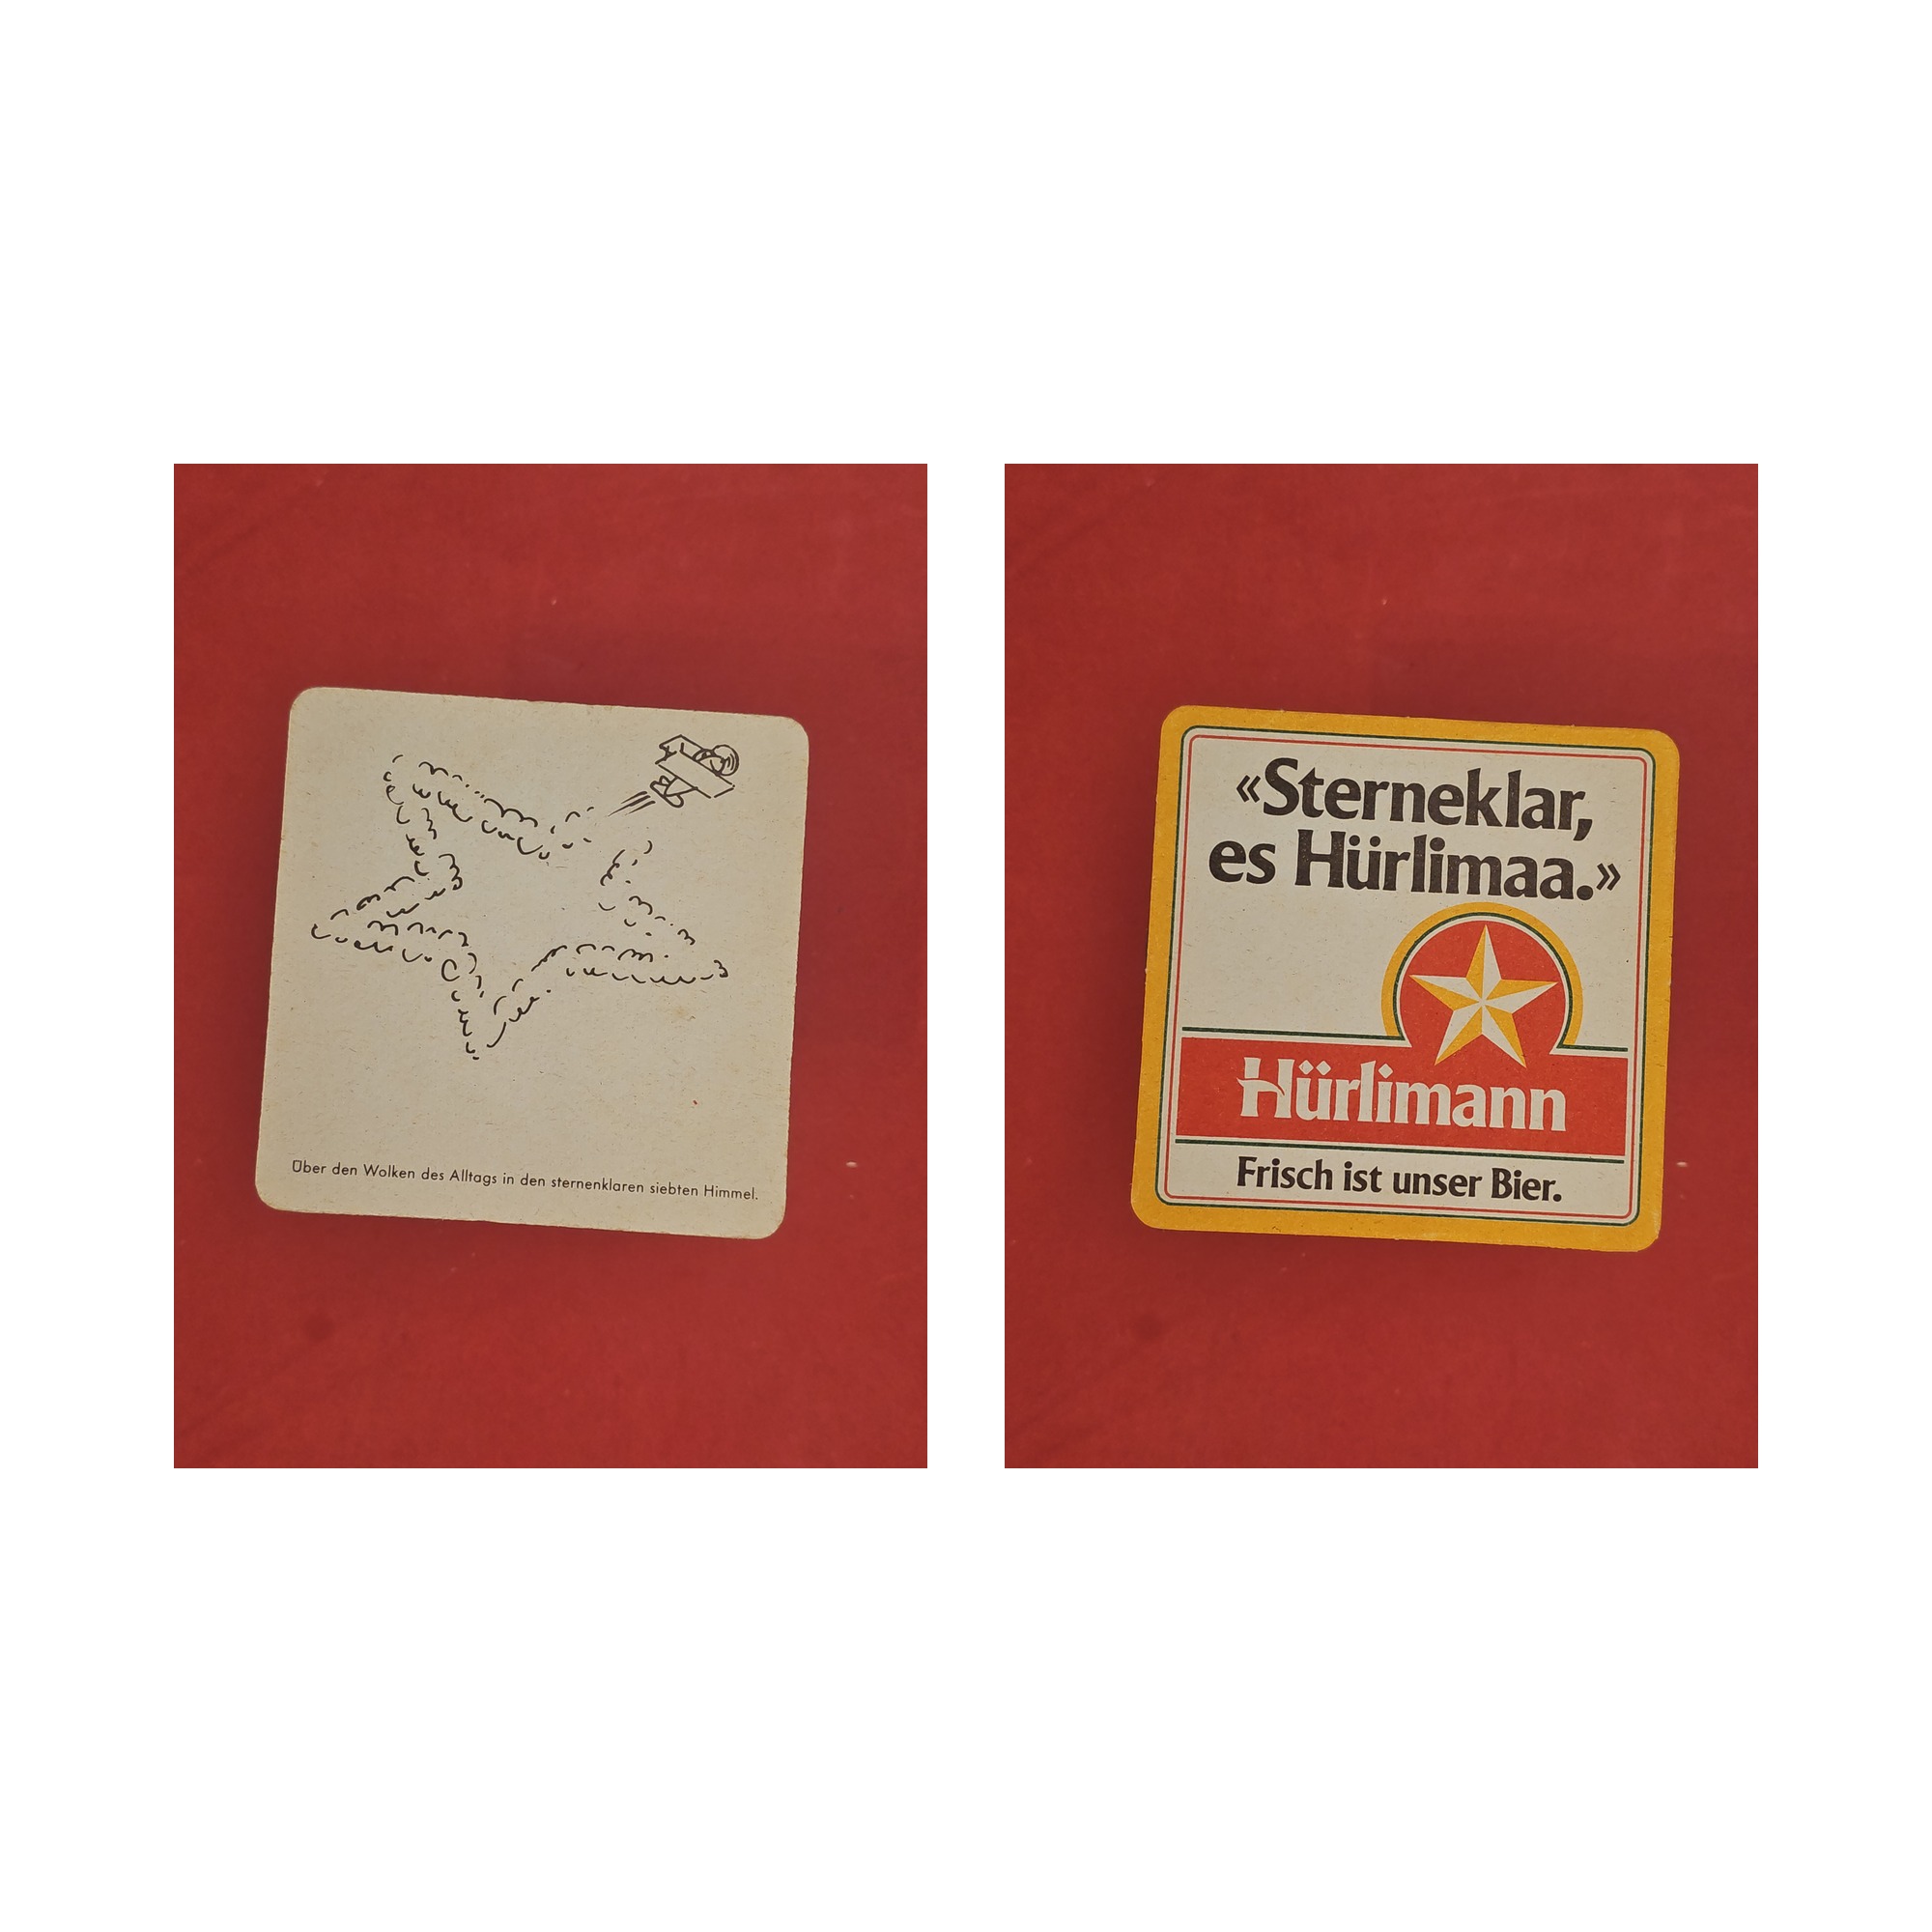 Über den Wolken des Alltags in den sternenklaren siebten Himmel.
«Sterneklar,
es Hürlimaa.»
Hürlimann
Frisch ist unser Bier.